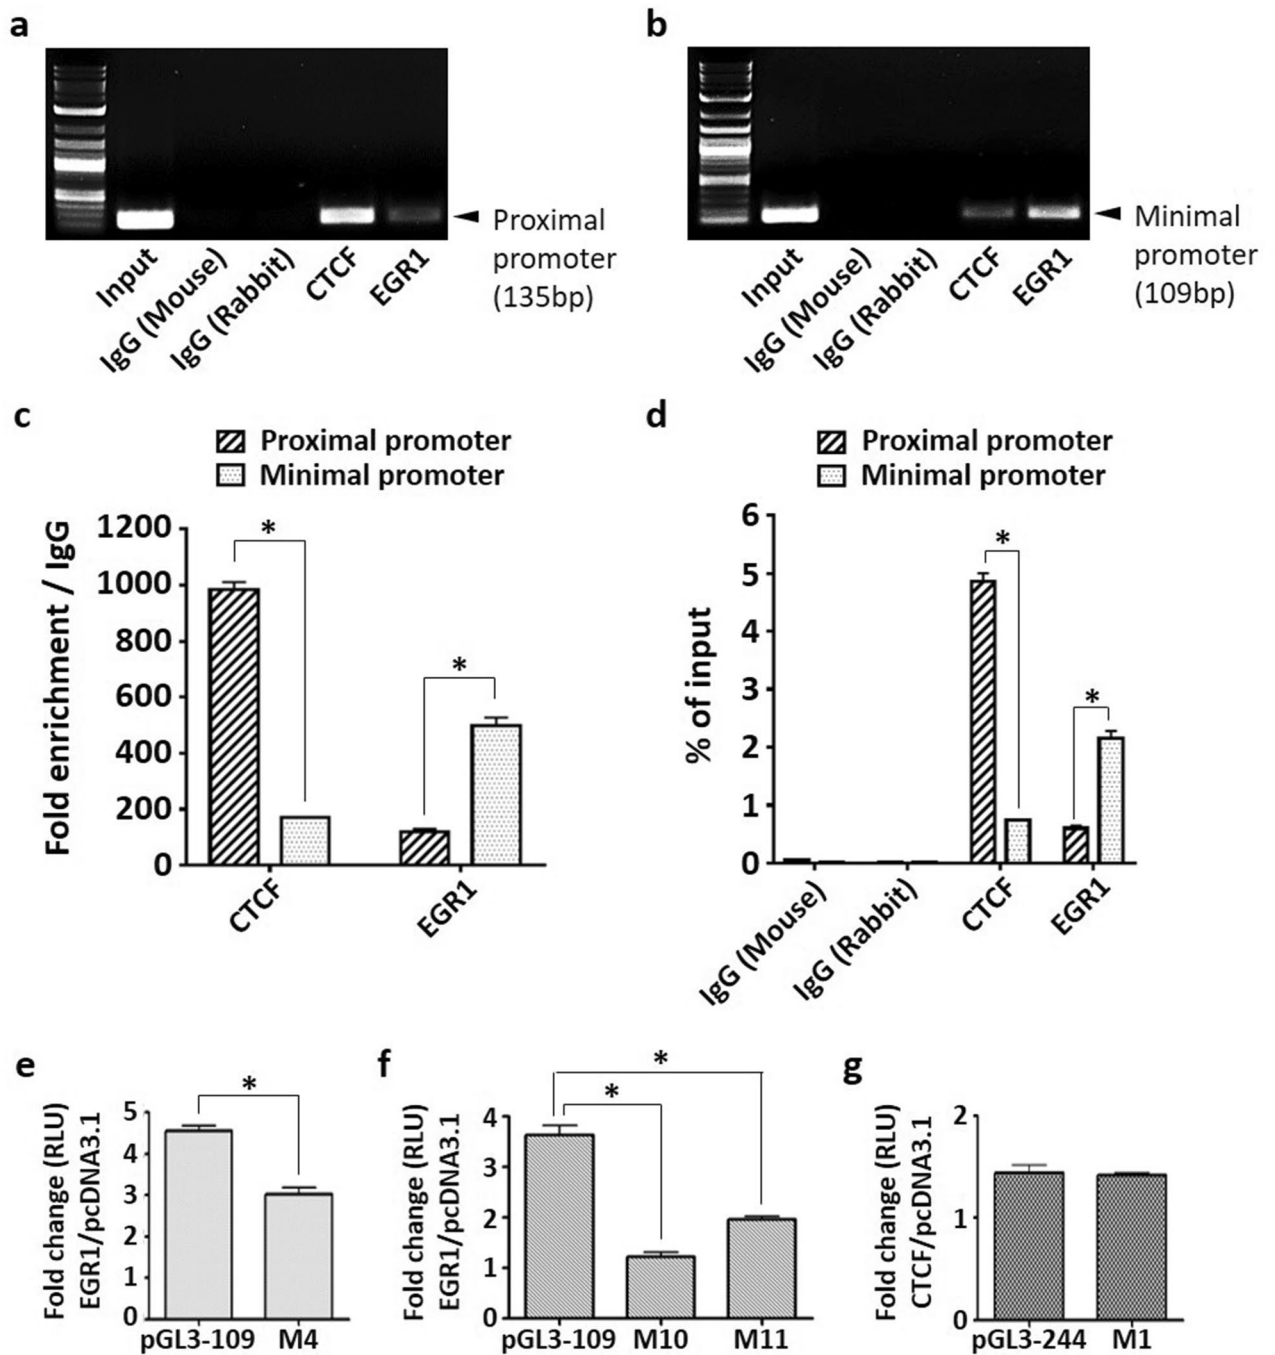 a
Input
IgG (Mouse)
IgG (Rabbit)
CTCF
EGR1
Proximal
promoter
(135bp)
b
Input
IgG (Mouse)
IgG (Rabbit)
CTCF
EGR1
Minimal
promoter
(109bp)
c
Proximal promoter
Minimal promoter
Fold enrichment / IgG
1200
1000
800
600
400
200
0
*
*
CTCF
EGR1
d
Proximal promoter
Minimal promoter
% of input
6
5
4
3
2
1
0
*
*
IgG (Mouse)
IgG (Rabbit)
CTCF
EGR1
e
Fold change (RLU)
EGR1/pcDNA3.1
5
4
3
2
1
0
*
pGL3-109
M4
f
Fold change (RLU)
EGR1/pcDNA3.1
4
3
2
1
0
*
*
pGL3-109
M10
M11
g
Fold change (RLU)
CTCF/pcDNA3.1
2
1
0
pGL3-244
M1